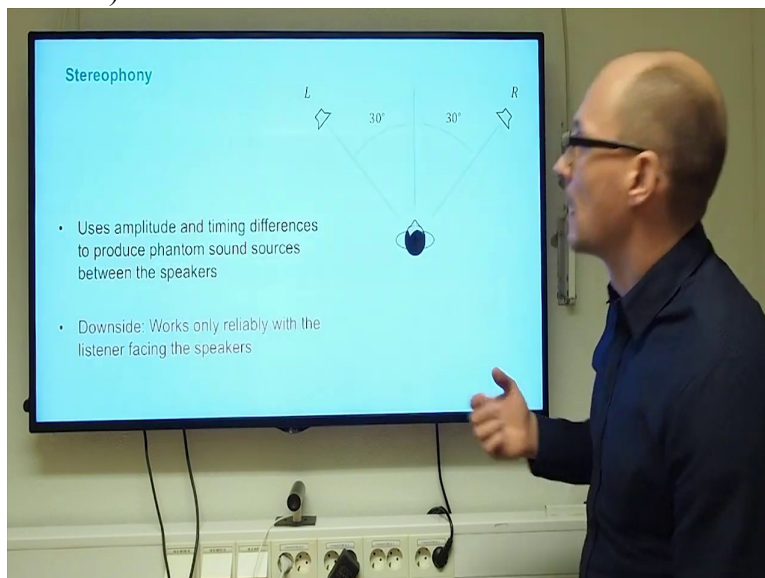 Stereophony
L
R
30°
30°
• Uses amplitude and timing differences
to produce phantom sound sources
between the speakers
• Downside: Works only reliably with the
listener facing the speakers